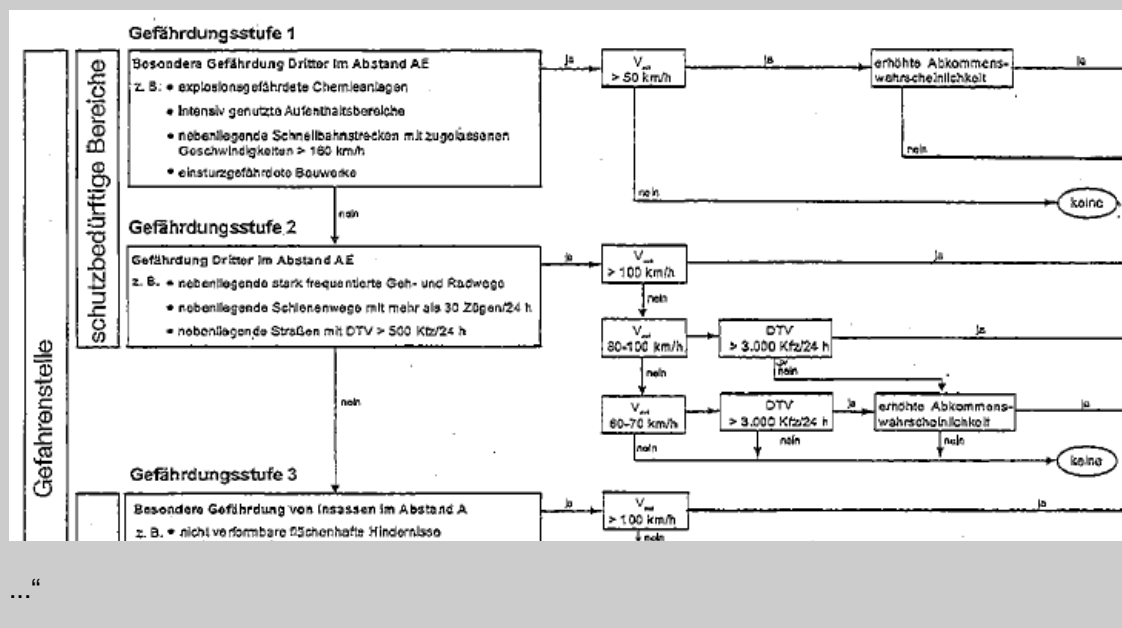 Gefahrenstelle
schutzbedürftige Bereiche
Gefährdungsstufe 1
Besondere Gefährdung Dritter im Abstand AE
z. B. • explosionsgefährdete Chemieanlagen
• intensiv genutzte Aufenthaltsbereiche
• nebenliegende Schnellbahnstrecken mit zugelassenen
Geschwindigkeiten > 160 km/h
• einsturzgefährdete Bauwerke
ja
V
> 50 km/h
ja
erhöhte Abkommens-
wahrscheinlichkeit
ja
nein
nein
keine
nein
Gefährdungsstufe 2
Gefährdung Dritter im Abstand AE
z. B. • nebenliegende stark frequentierte Geh- und Radwege
• nebenliegende Schienenwege mit mehr als 30 Zügen/24 h
• nebenliegende Straßen mit DTV > 500 Kfz/24 h
ja
V
> 100 km/h
ja
nein
V
80-100 km/h
DTV
> 3.000 Kfz/24 h
ja
nein
nein
V
60-70 km/h
DTV
> 3.000 Kfz/24 h
ja
erhöhte Abkommens-
wahrscheinlichkeit
ja
nein
nein
nein
keine
nein
Gefährdungsstufe 3
Besondere Gefährdung von Insassen im Abstand A
z. B. • nicht verformbare flächenhafte Hindernisse
ja
V
> 100 km/h
ja
nein
..."